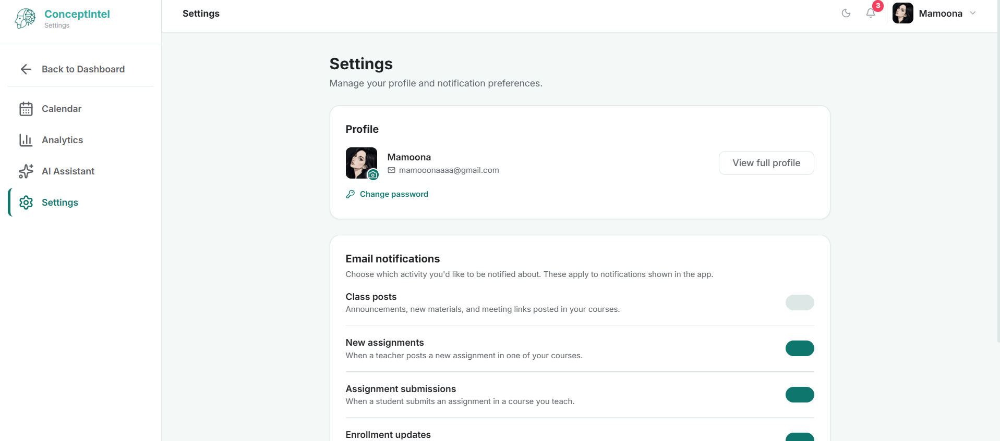 ConceptIntel
Settings
Back to Dashboard
Calendar
Analytics
AI Assistant
Settings
Settings
3
Mamoona
Settings
Manage your profile and notification preferences.
Profile
Mamoona
mamooonaaaa@gmail.com
View full profile
Change password
Email notifications
Choose which activity you'd like to be notified about. These apply to notifications shown in the app.
Class posts
Announcements, new materials, and meeting links posted in your courses.
New assignments
When a teacher posts a new assignment in one of your courses.
Assignment submissions
When a student submits an assignment in a course you teach.
Enrollment updates